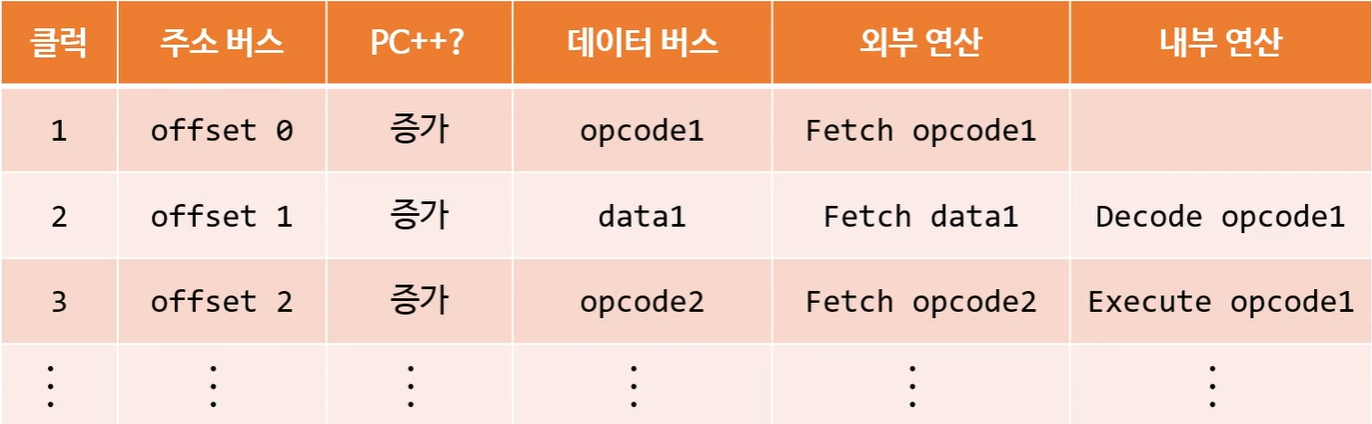 클럭 주소 버스 PC++? 데이터 버스 외부 연산 내부 연산
1 offset 0 증가 opcode1 Fetch opcode1
2 offset 1 증가 data1 Fetch data1 Decode opcode1
3 offset 2 증가 opcode2 Fetch opcode2 Execute opcode1
⋮ ⋮ ⋮ ⋮ ⋮ ⋮